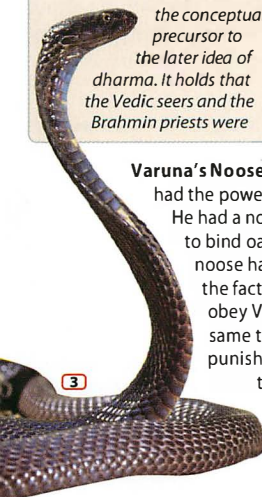 the conceptua
precursor to
the later idea of
dharma. It holds that
the Vedic seers and the
Brahmin priests were
Varuna's Noose
had the powe
He had a no
to bind oa
noose ha
the fact
obey V
same t
punish
t
3